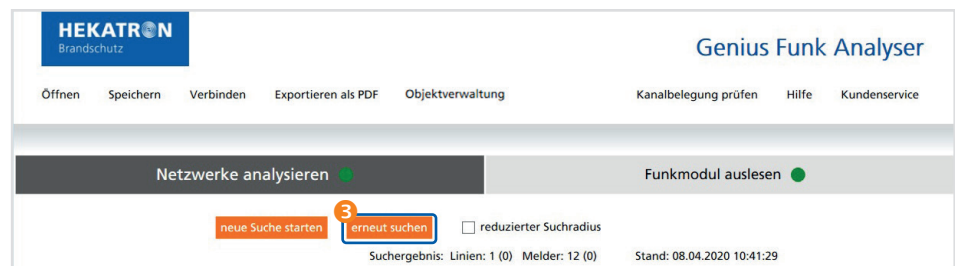 HEKATRON
Brandschutz
Genius Funk Analyser
Öffnen Speichern Verbinden Exportieren als PDF Objektverwaltung Kanalbelegung prüfen Hilfe Kundenservice
Netzwerke analysieren Funkmodul auslesen
3
neue Suche starten erneut suchen reduzierter Suchradius
Suchergebnis: Linien: 1 (0) Melder: 12 (0) Stand: 08.04.2020 10:41:29